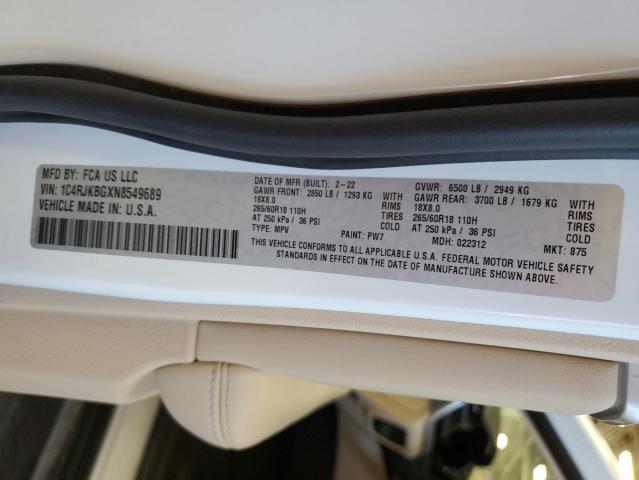 MFD BY: FCA US LLC
VIN: 1C4RJKBGXN8549689
VEHICLE MADE IN: U.S.A.
DATE OF MFR (BUILT): 2-22
GAWR FRONT: 2850 LB / 1293 KG WITH
18X8.0 RIMS
265/60R18 110H TIRES
AT 250 kPa / 36 PSI COLD
TYPE: MPV PAINT: PW7
GVWR: 6500 LB / 2949 KG
GAWR REAR: 3700 LB / 1679 KG WITH
18X8.0 RIMS
265/60R18 110H TIRES
AT 250 kPa / 36 PSI COLD
MDH: 022312 MKT: 875
THIS VEHICLE CONFORMS TO ALL APPLICABLE U.S.A. FEDERAL MOTOR VEHICLE SAFETY
STANDARDS IN EFFECT ON THE DATE OF MANUFACTURE SHOWN ABOVE.